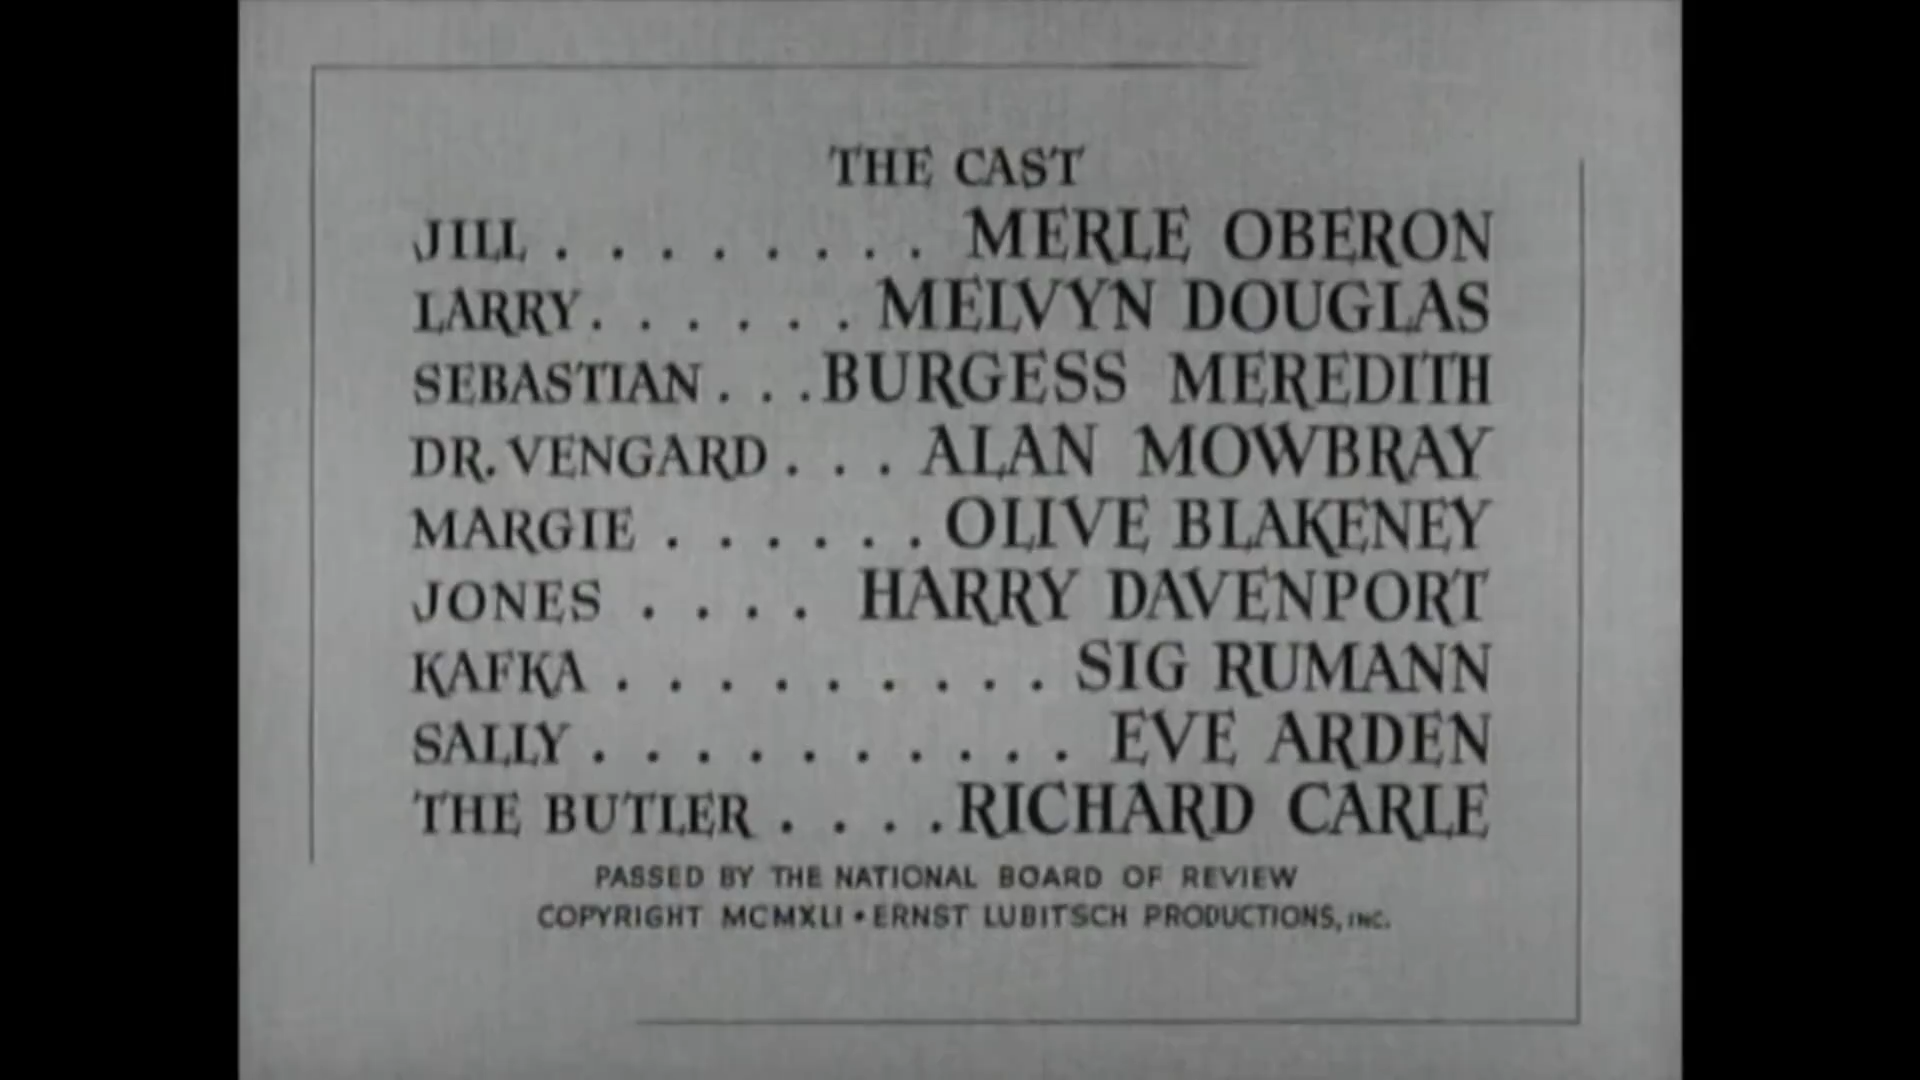 THE CAST
JILL . . . . . . . . MERLE OBERON
LARRY . . . . . . MELVYN DOUGLAS
SEBASTIAN . . . BURGESS MEREDITH
DR. VENGARD . . . ALAN MOWBRAY
MARGIE . . . . . . OLIVE BLAKENEY
JONES . . . . HARRY DAVENPORT
KAFKA . . . . . . . . . SIG RUMANN
SALLY . . . . . . . . . . EVE ARDEN
THE BUTLER . . . . RICHARD CARLE
PASSED BY THE NATIONAL BOARD OF REVIEW
COPYRIGHT MCMXLI • ERNST LUBITSCH PRODUCTIONS, INC.